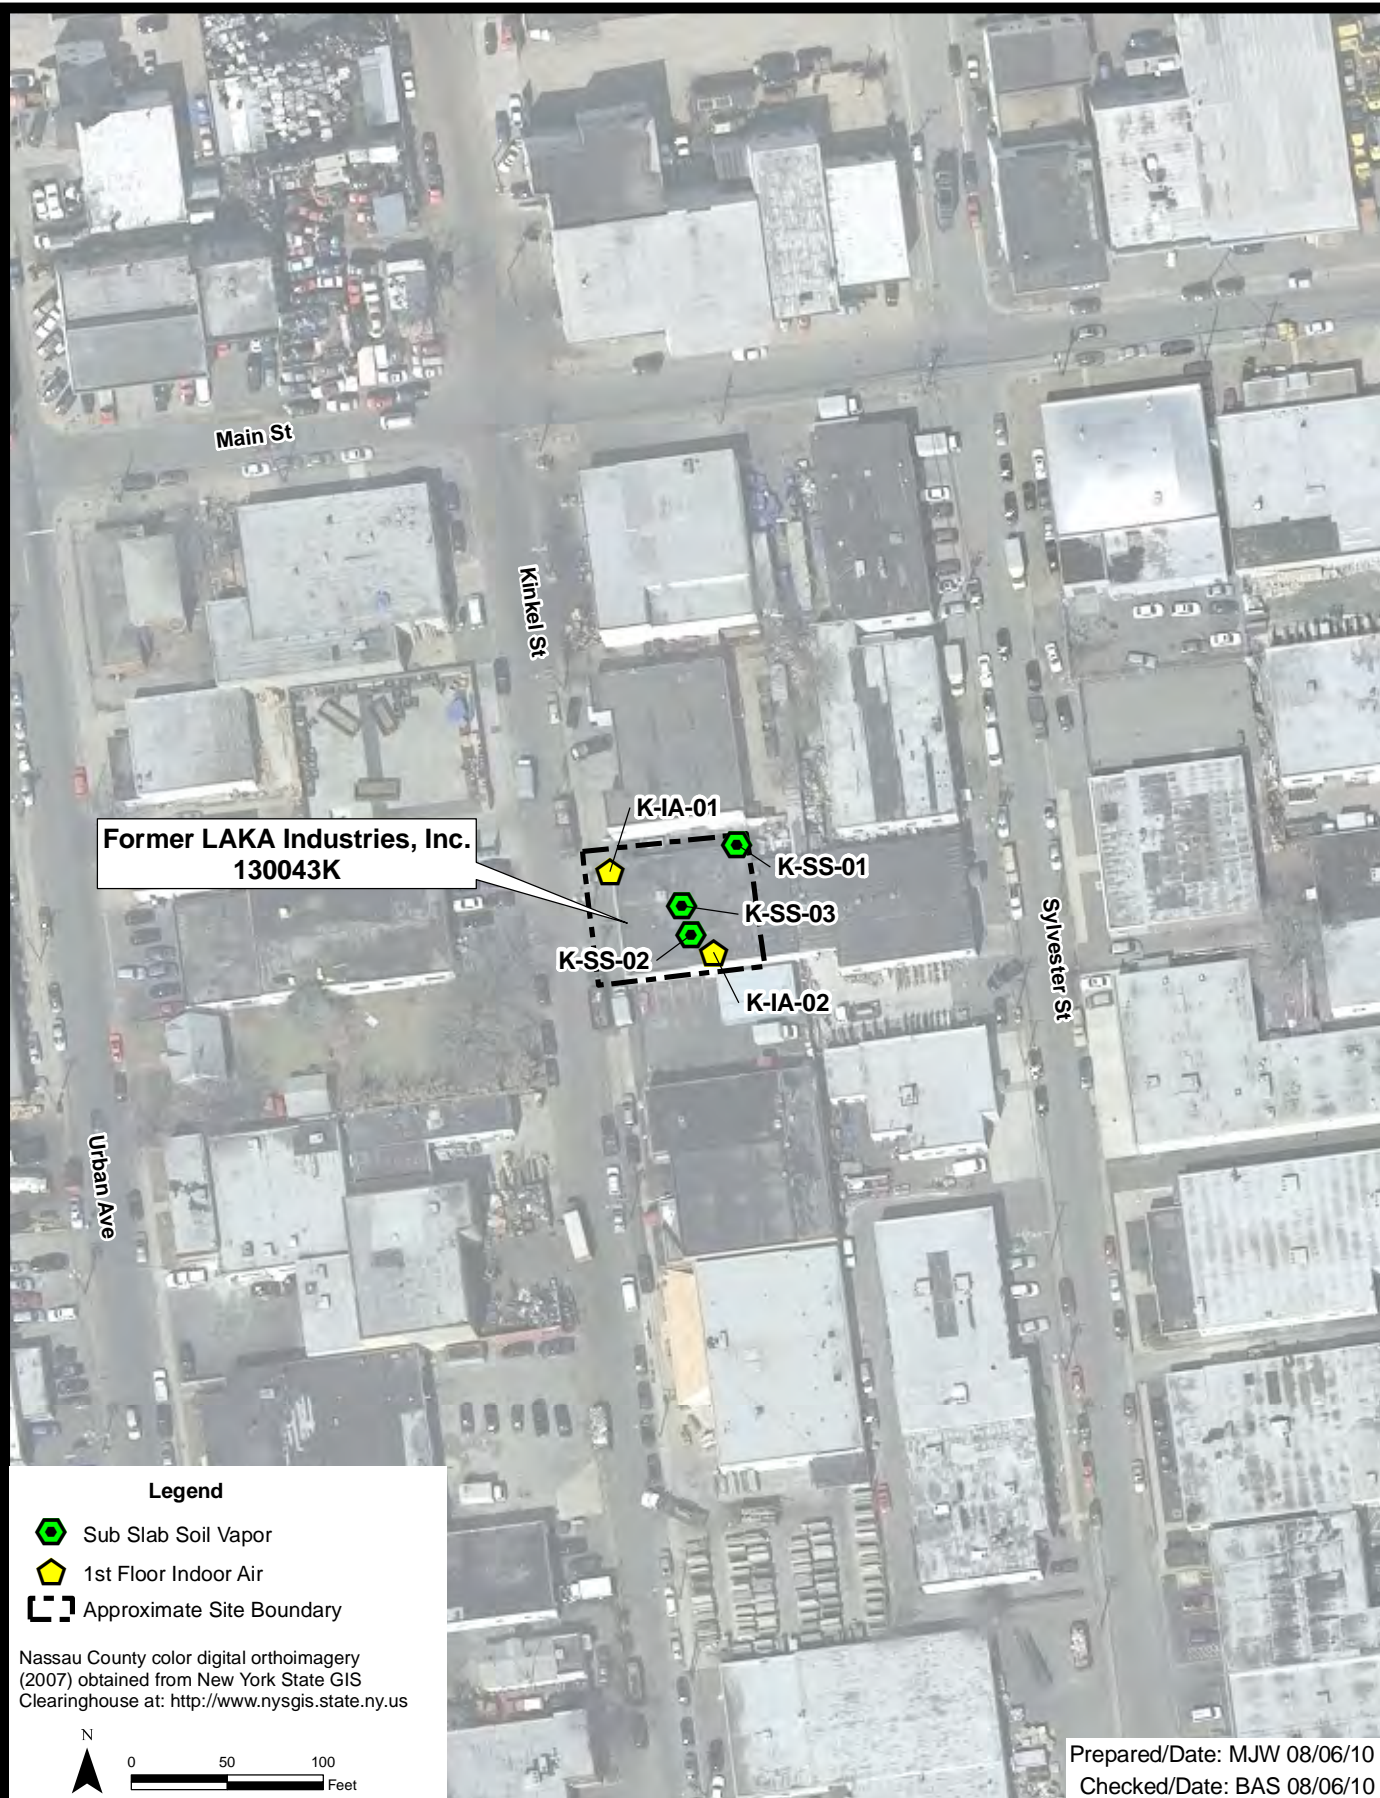 Main St
Kinkel St
K-IA-01
Former LAKA Industries, Inc.
130043K
K-SS-01
K-SS-03
K-SS-02
K-IA-02
Sylvester St
Urban Ave
Legend
Sub Slab Soil Vapor
1st Floor Indoor Air
Approximate Site Boundary
Nassau County color digital orthoimagery
(2007) obtained from New York State GIS
Clearinghouse at: http://www.nysgis.state.ny.us
N
0 50 100
Feet
Prepared/Date: MJW 08/06/10
Checked/Date: BAS 08/06/10